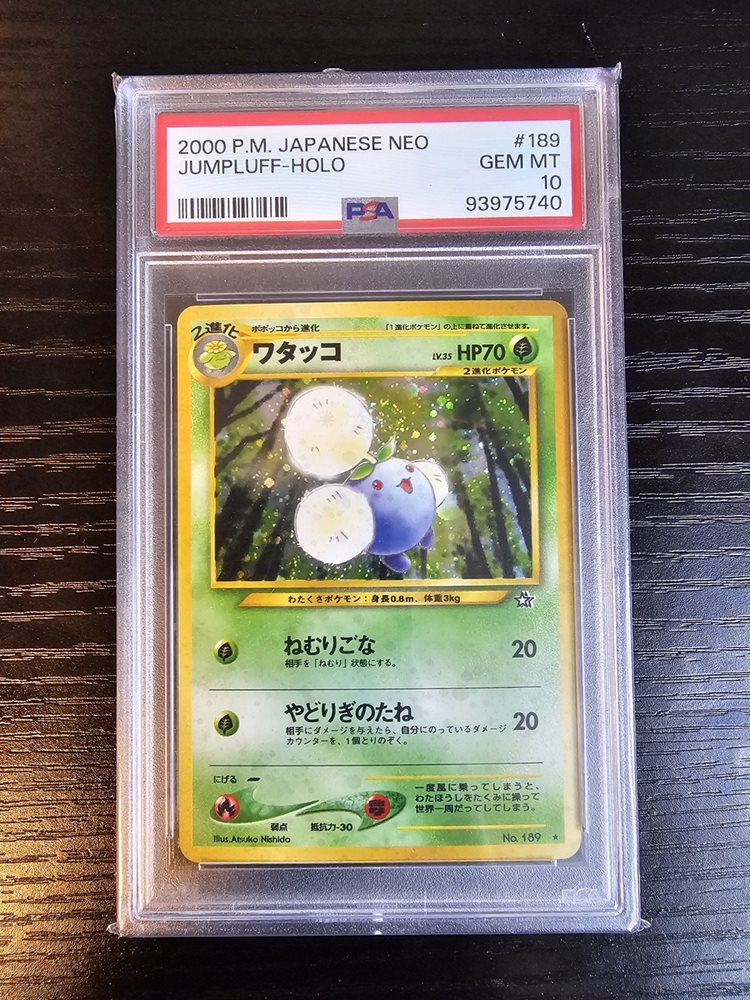 2000 P.M. JAPANESE NEO #189
JUMPLUFF-HOLO GEM MT
10
PSA 93975740
2進化 ポポッコから進化 「1進化ポケモン」の上に重ねて進化させます。
ワタッコ LV.35 HP70
2進化ポケモン
わたくさポケモン：身長0.8m、体重3kg
ねむりごな 20
相手を「ねむり」状態にする。
やどりぎのたね 20
相手にダメージを与えたら、自分にのっているダメージ
カウンターを、1個とりのぞく。
にげる
一度風に乗ってしまうと、
わたほうしをたくみに操って
世界一周だってしてしまう。
弱点 抵抗力-30
Illus.Atsuko Nishida No. 189 ★